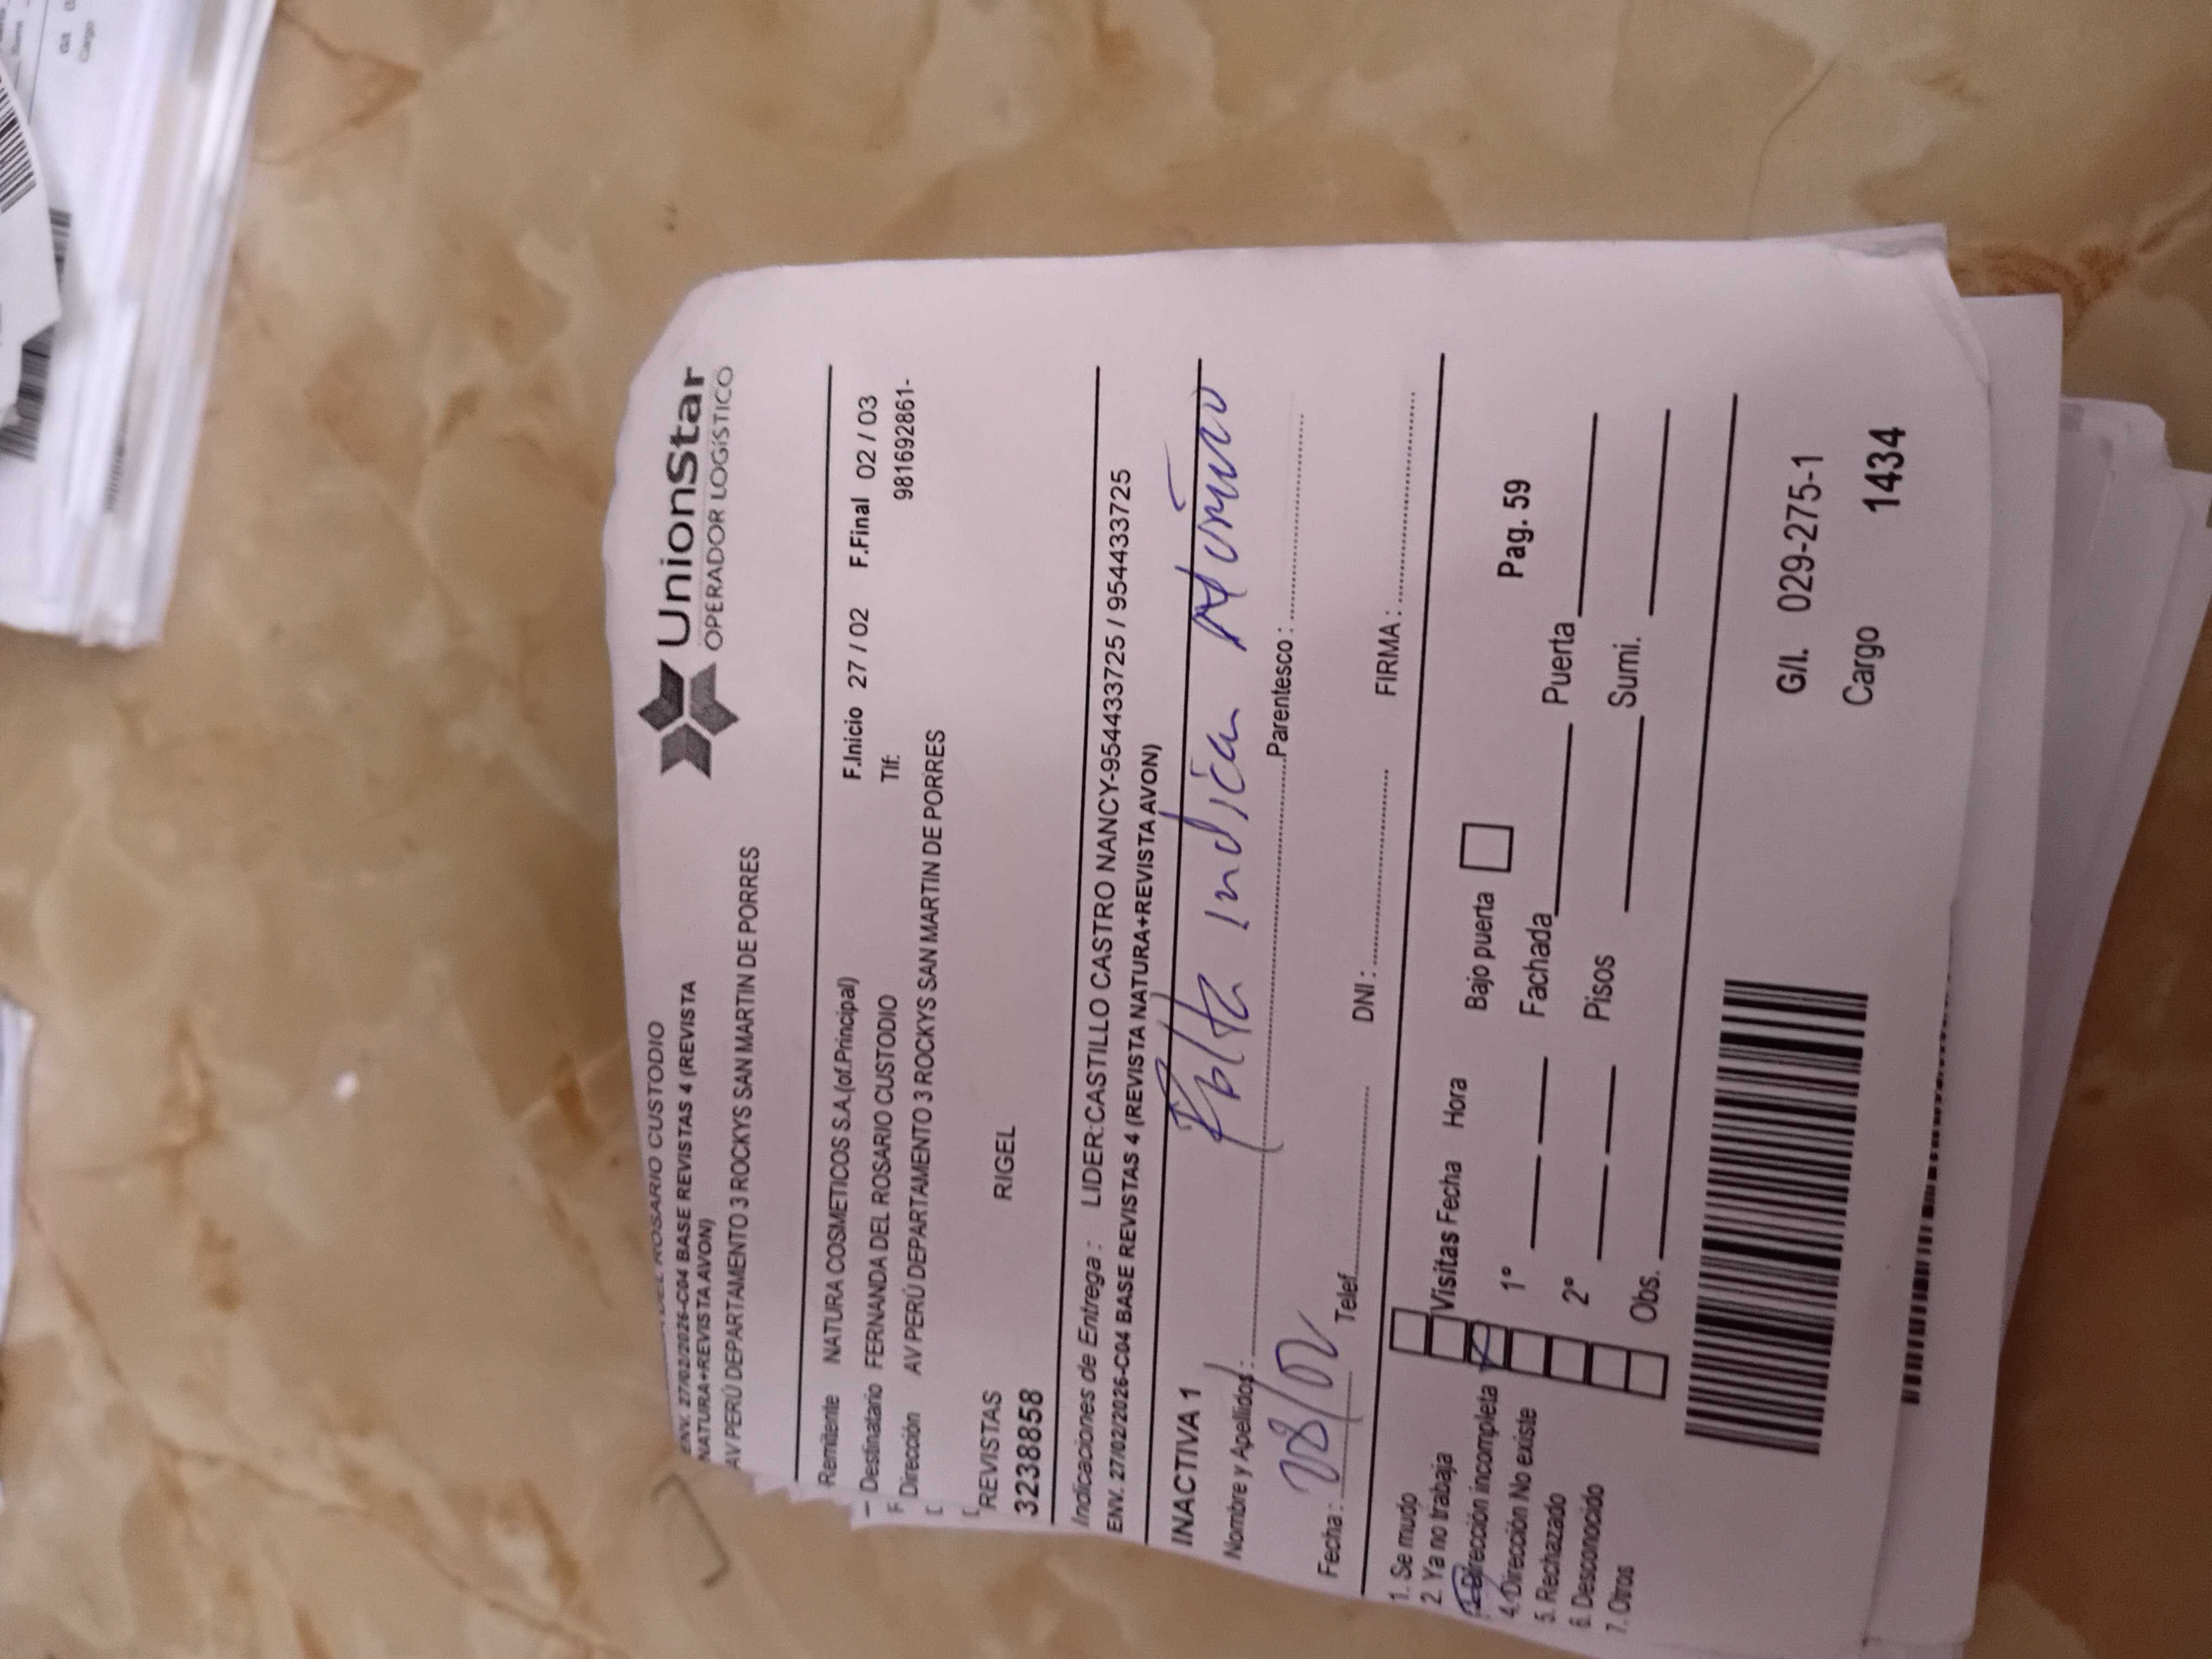 UnionStar
OPERADOR LOGíSTICO
DEL ROSARIO CUSTODIO
ENV. 27/02/2026-C04 BASE REVISTAS 4 (REVISTA
NATURA+REVISTA AVON)
AV PERÚ DEPARTAMENTO 3 ROCKYS SAN MARTIN DE PORRES
Remitente NATURA COSMETICOS S.A.(of.Principal)
F.Inicio 27 / 02 F.Final 02 / 03
Destinatario FERNANDA DEL ROSARIO CUSTODIO Tlf. 9816928​61-
Dirección AV PERÚ DEPARTAMENTO 3 ROCKYS SAN MARTIN DE PORRES
REVISTAS RIGEL
3238858
Indicaciones de Entrega : LIDER:CASTILLO CASTRO NANCY-954433725 / 954433725
ENV. 27/02/2026-C04 BASE REVISTAS 4 (REVISTA NATURA+REVISTA AVON)
INACTIVA 1
Falta indica
Nombre y Apellidos : Parentesco :
Fecha : 28/02 Telef. DNI : FIRMA :
1. Se mudo
2. Ya no trabaja
3. Dirección incompleta
4. Dirección No existe
5. Rechazado
6. Desconocido
7. Otros
Visitas Fecha Hora Bajo puerta Pag. 59
1° Fachada Puerta
2° Pisos Sumi.
Obs.
G/I. 029-275-1
Cargo 1434
Cargo